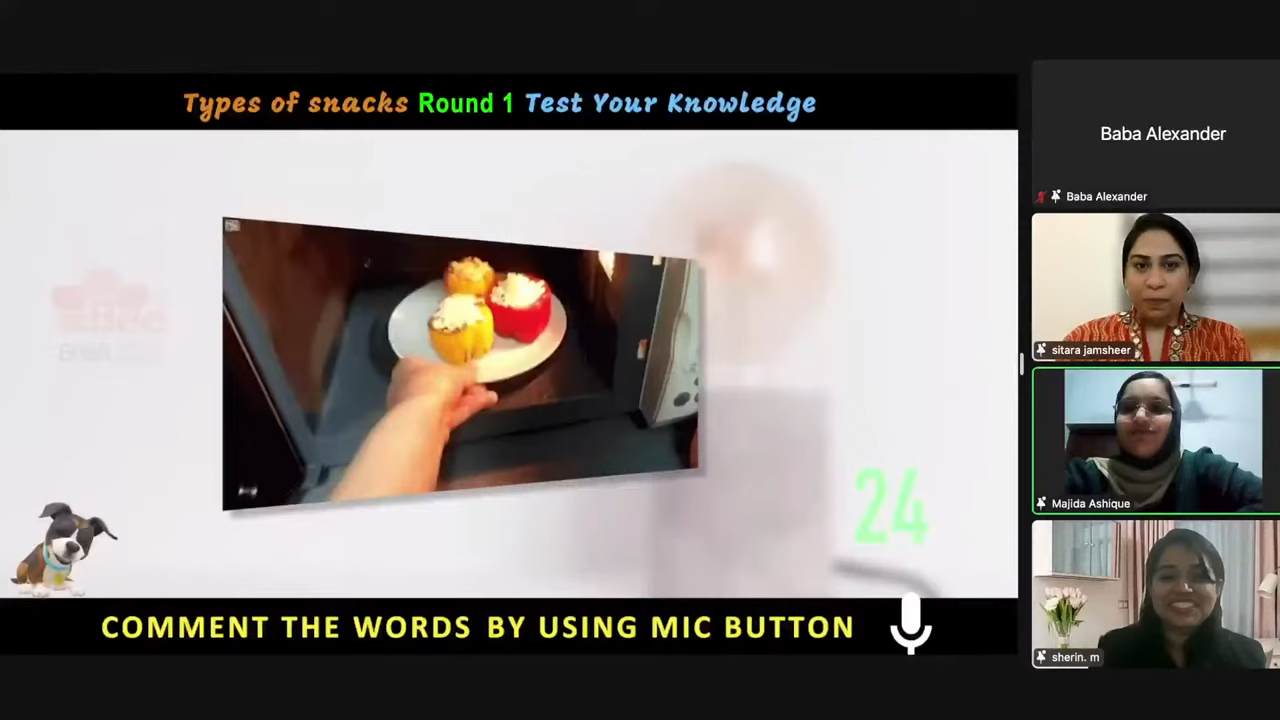 Types of snacks Round 1 Test Your Knowledge
Bee
24
COMMENT THE WORDS BY USING MIC BUTTON
Baba Alexander
Baba Alexander
sitara jamsheer
Majida Ashique
sherin. m